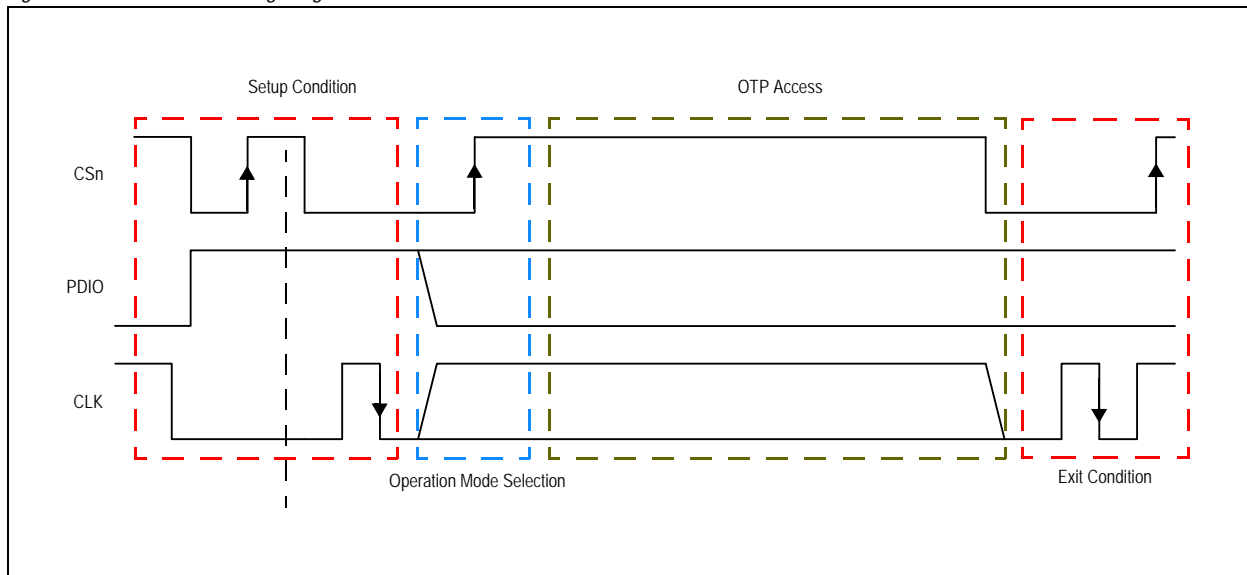 Setup Condition
OTP Access
CSn
PDIO
CLK
Operation Mode Selection
Exit Condition